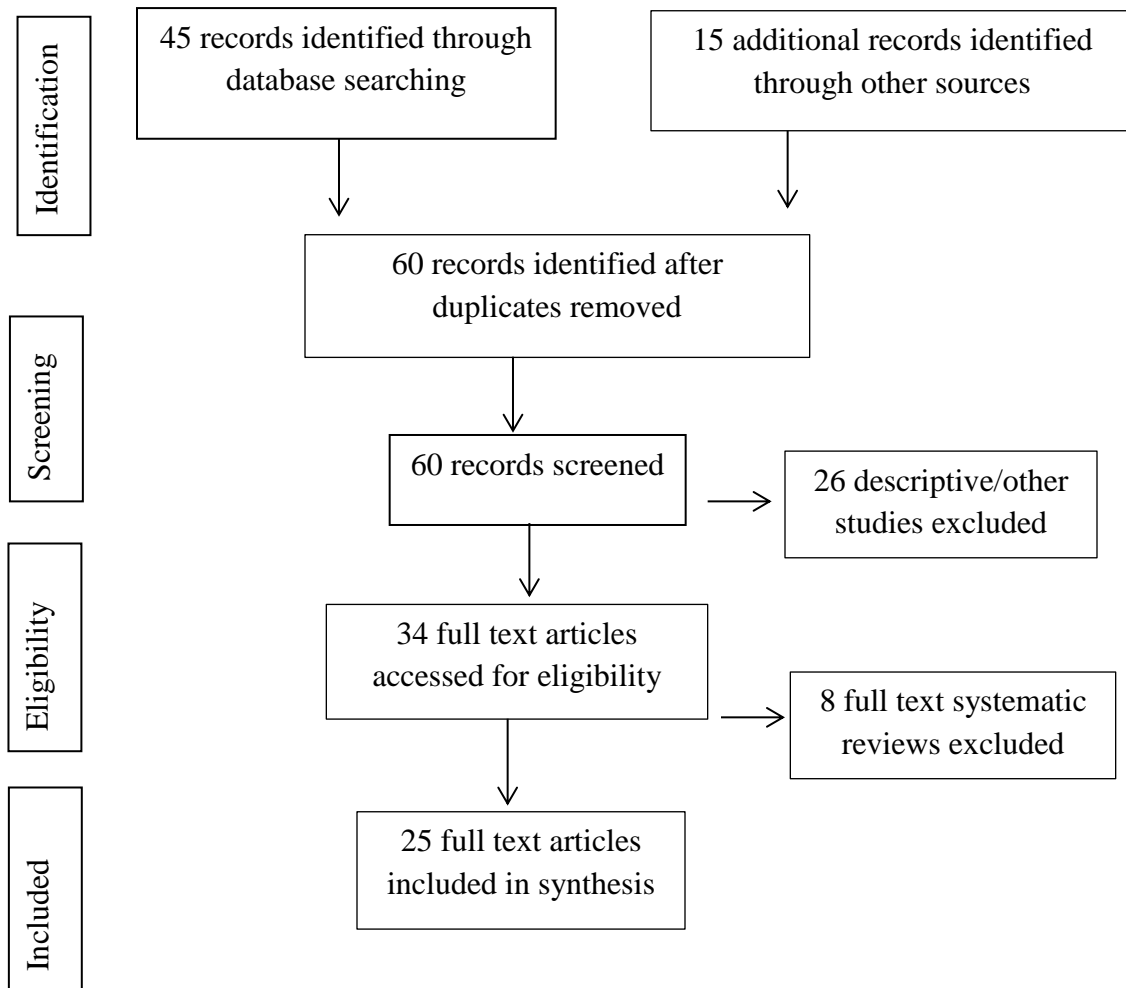 Identification
45 records identified through
database searching
15 additional records identified
through other sources
60 records identified after
duplicates removed
Screening
60 records screened
26 descriptive/other
studies excluded
Eligibility
34 full text articles
accessed for eligibility
8 full text systematic
reviews excluded
Included
25 full text articles
included in synthesis